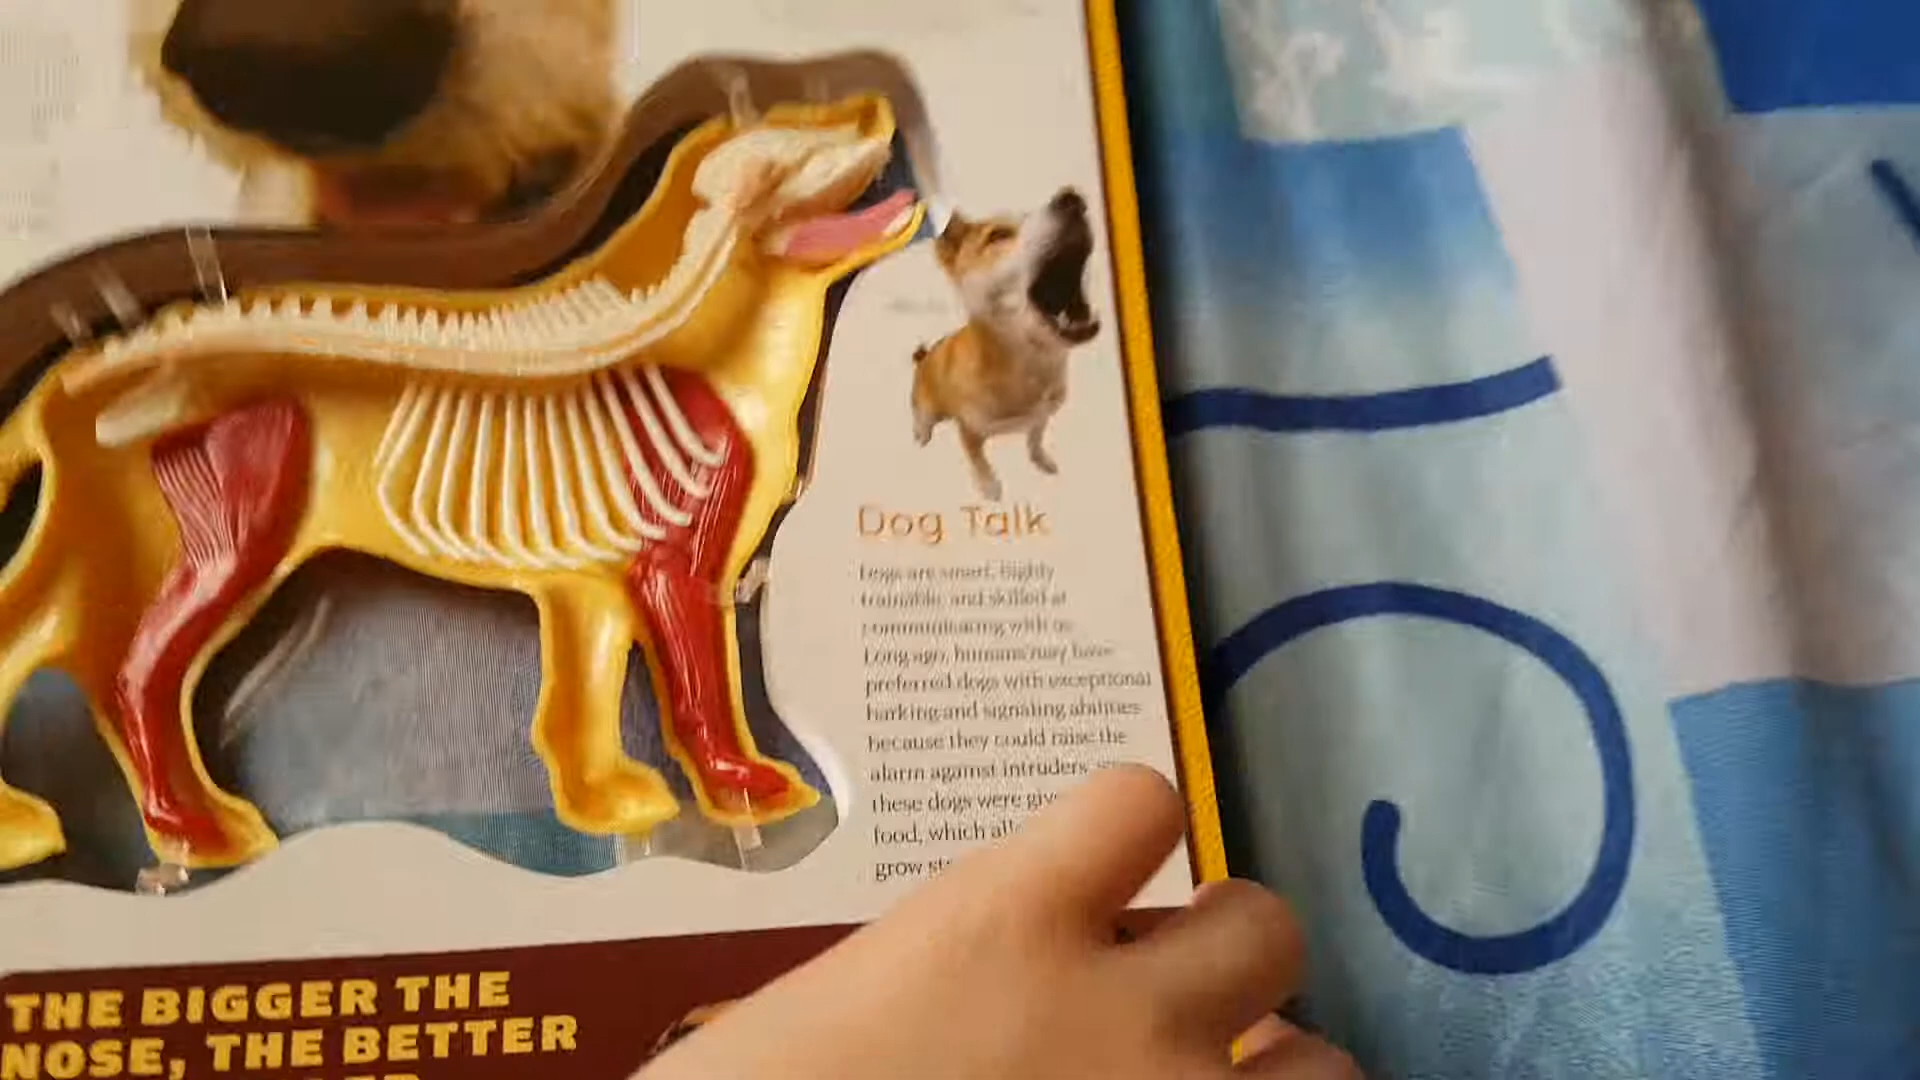 Dog Talk
Dogs are smart, highly
trainable, and skilled at
communicating with us.
Long ago, humans may have
preferred dogs with exceptional
barking and signaling abilities
because they could raise the
alarm against intruders
these dogs were giv
food, which all
grow st
THE BIGGER THE
NOSE, THE BETTER